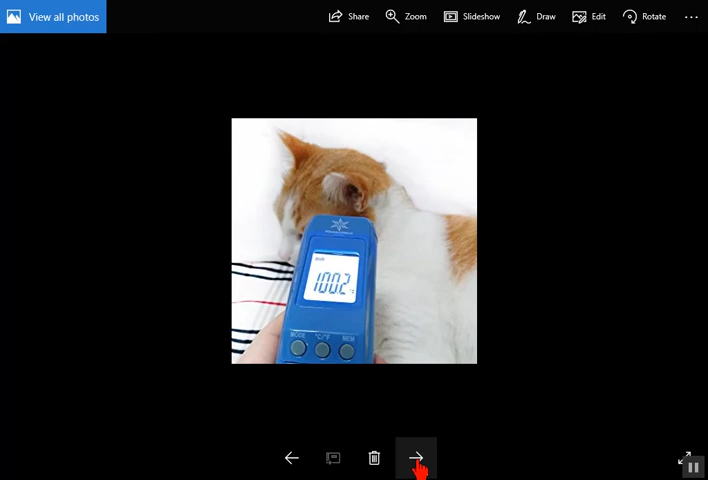 View all photos
Share
Zoom
Slideshow
Draw
Edit
Rotate
100.2
MODE
°C/°F
MEM